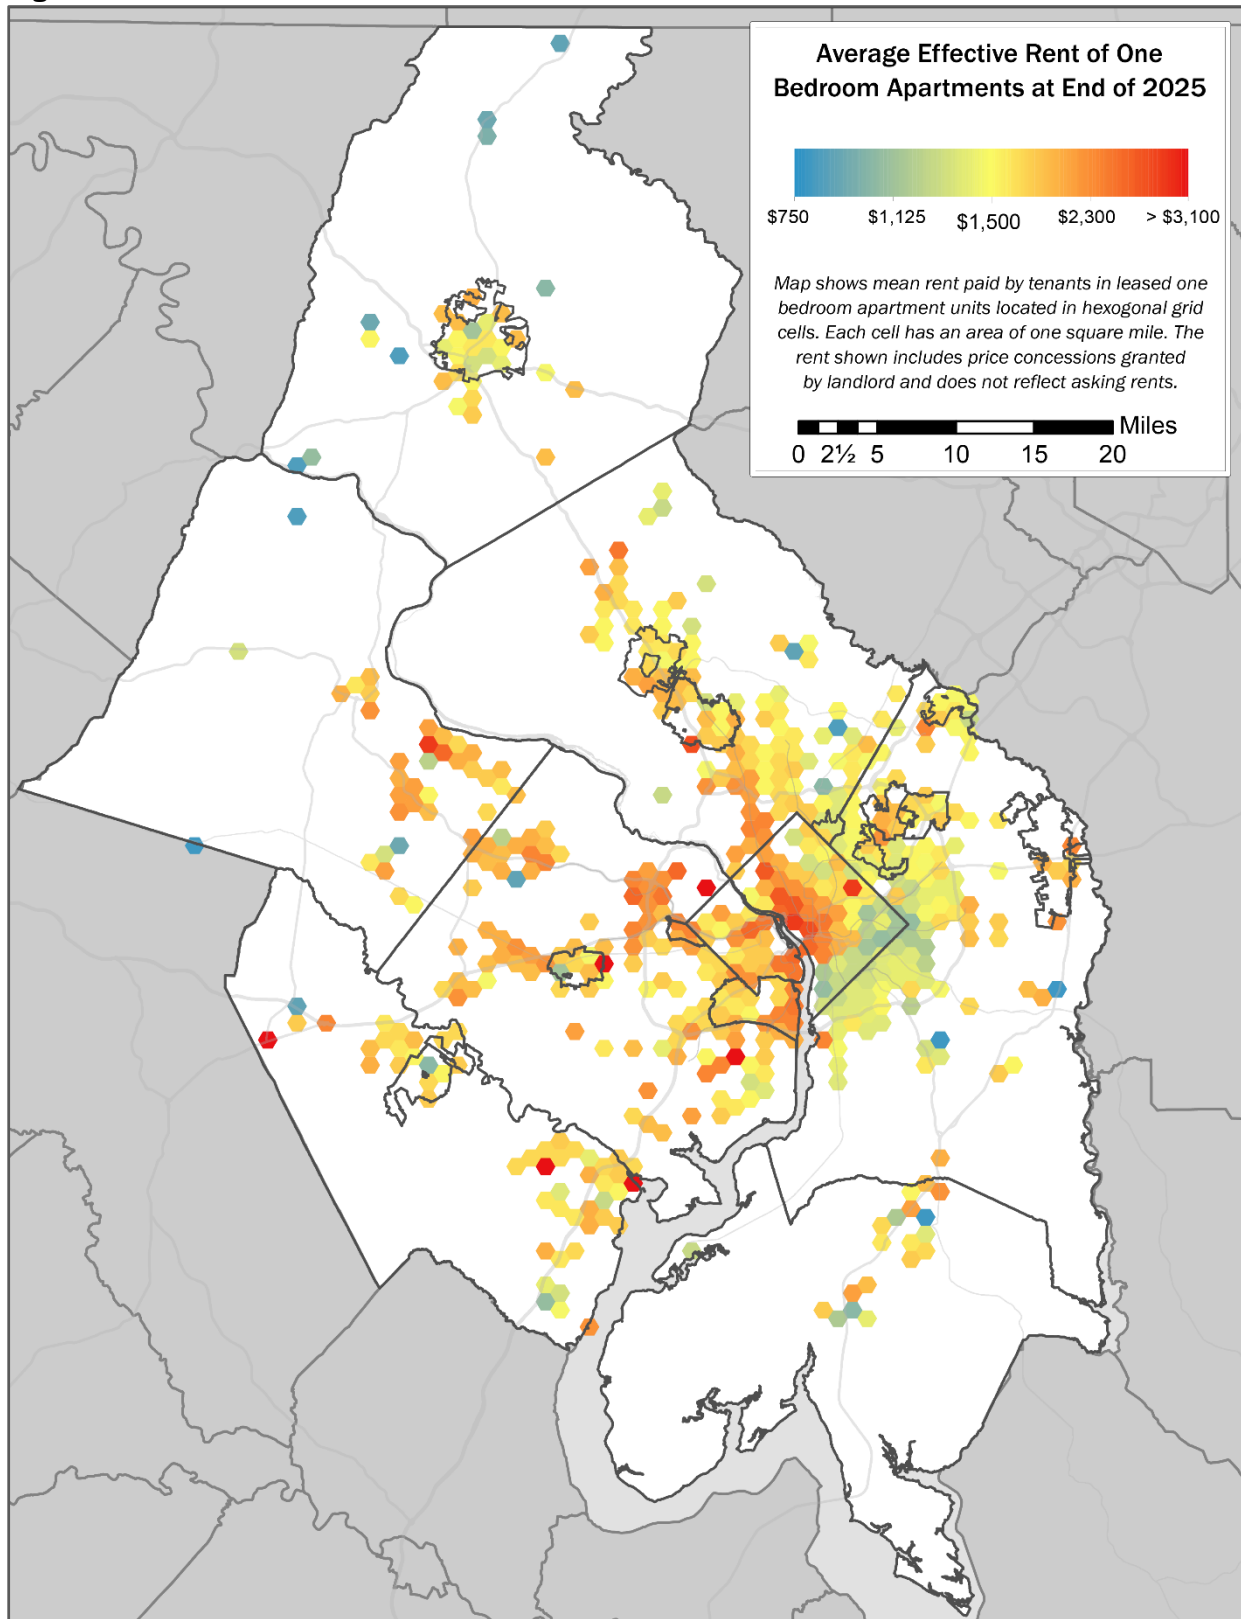 Average Effective Rent of One
Bedroom Apartments at End of 2025
$750 $1,125 $1,500 $2,300 > $3,100
Map shows mean rent paid by tenants in leased one
bedroom apartment units located in hexogonal grid
cells. Each cell has an area of one square mile. The
rent shown includes price concessions granted
by landlord and does not reflect asking rents.
Miles
0 2½ 5 10 15 20